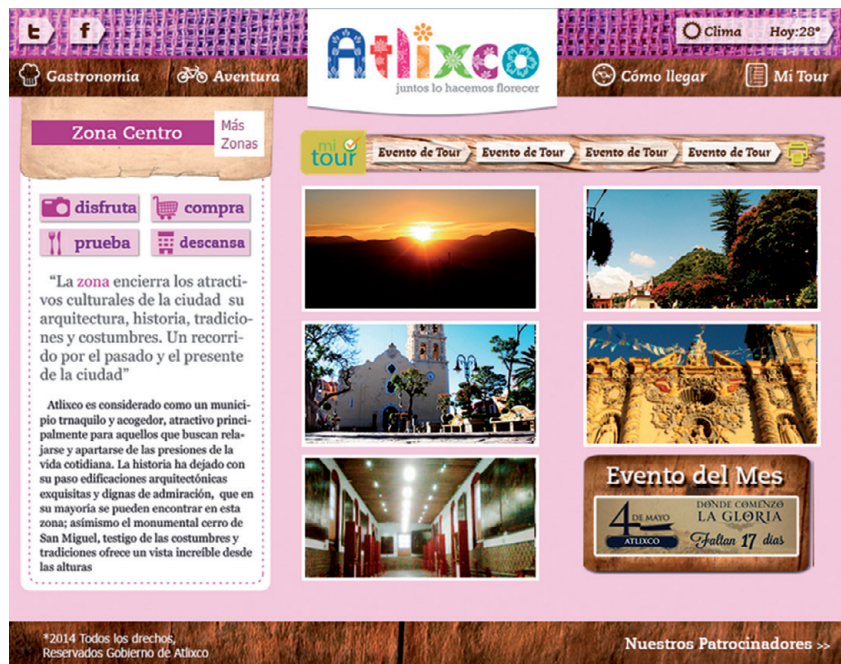 t f
Atlixco
juntos lo hacemos florecer
Clima Hoy:28°
Gastronomía Aventura
Cómo llegar Mi Tour
Zona Centro
Más
Zonas
mi
tour
Evento de Tour Evento de Tour Evento de Tour Evento de Tour
disfruta compra
prueba descansa
“La zona encierra los atracti-
vos culturales de la ciudad su
arquitectura, historia, tradicio-
nes y costumbres. Un recorri-
do por el pasado y el presente
de la ciudad”
Atlixco es considerado como un munici-
pio trnaquilo y acogedor, atractivo princi-
palmente para aquellos que buscan rela-
jarse y apartarse de las presiones de la
vida cotidiana. La historia ha dejado con
su paso edificaciones arquitectónicas
exquisitas y dignas de admiración, que en
su mayoría se pueden encontrar en esta
zona; asimismo el monumental cerro de
San Miguel, testigo de las costumbres y
tradiciones ofrece un vista increíble desde
las alturas
Evento del Mes
4 DE MAYO
ATLIXCO
DONDE COMENZÓ
LA GLORIA
Faltan 17 días
*2014 Todos los drechos,
Reservados Gobierno de Atlixco
Nuestros Patrocinadores >>